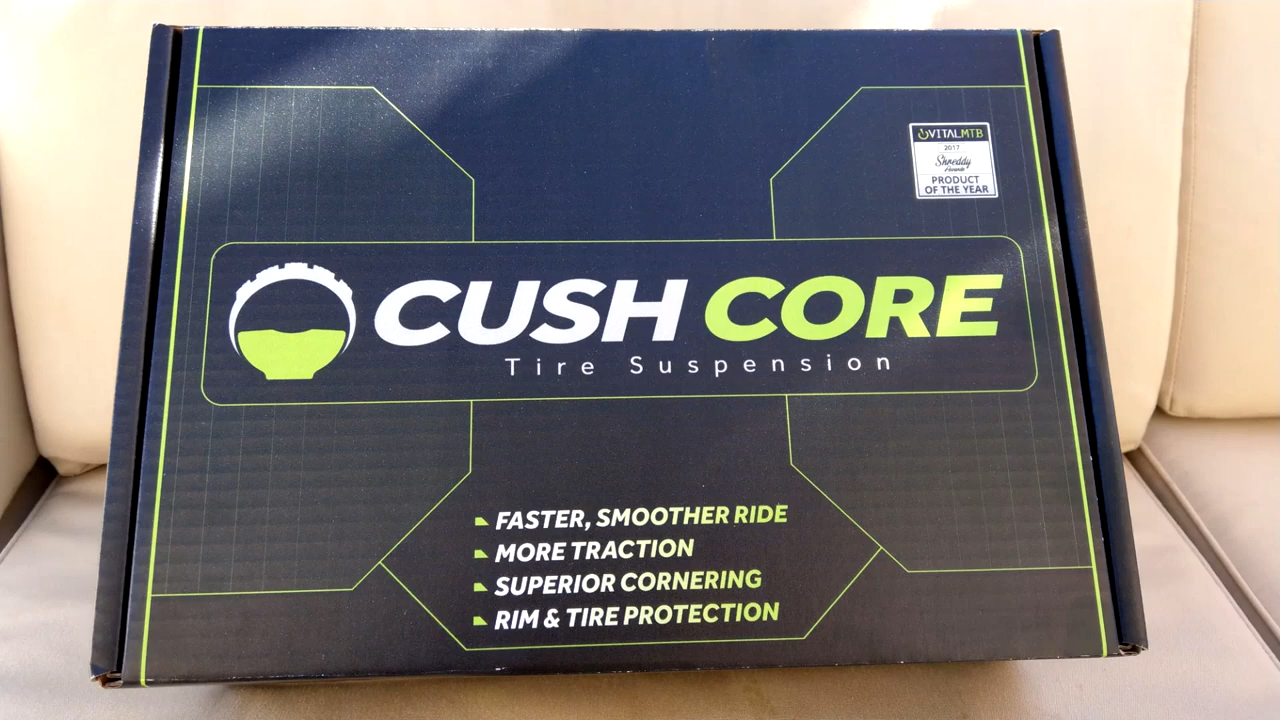 VITALMTB
2017
Shreddy
Awards
PRODUCT
OF THE YEAR
CUSH CORE
Tire Suspension
FASTER, SMOOTHER RIDE
MORE TRACTION
SUPERIOR CORNERING
RIM & TIRE PROTECTION